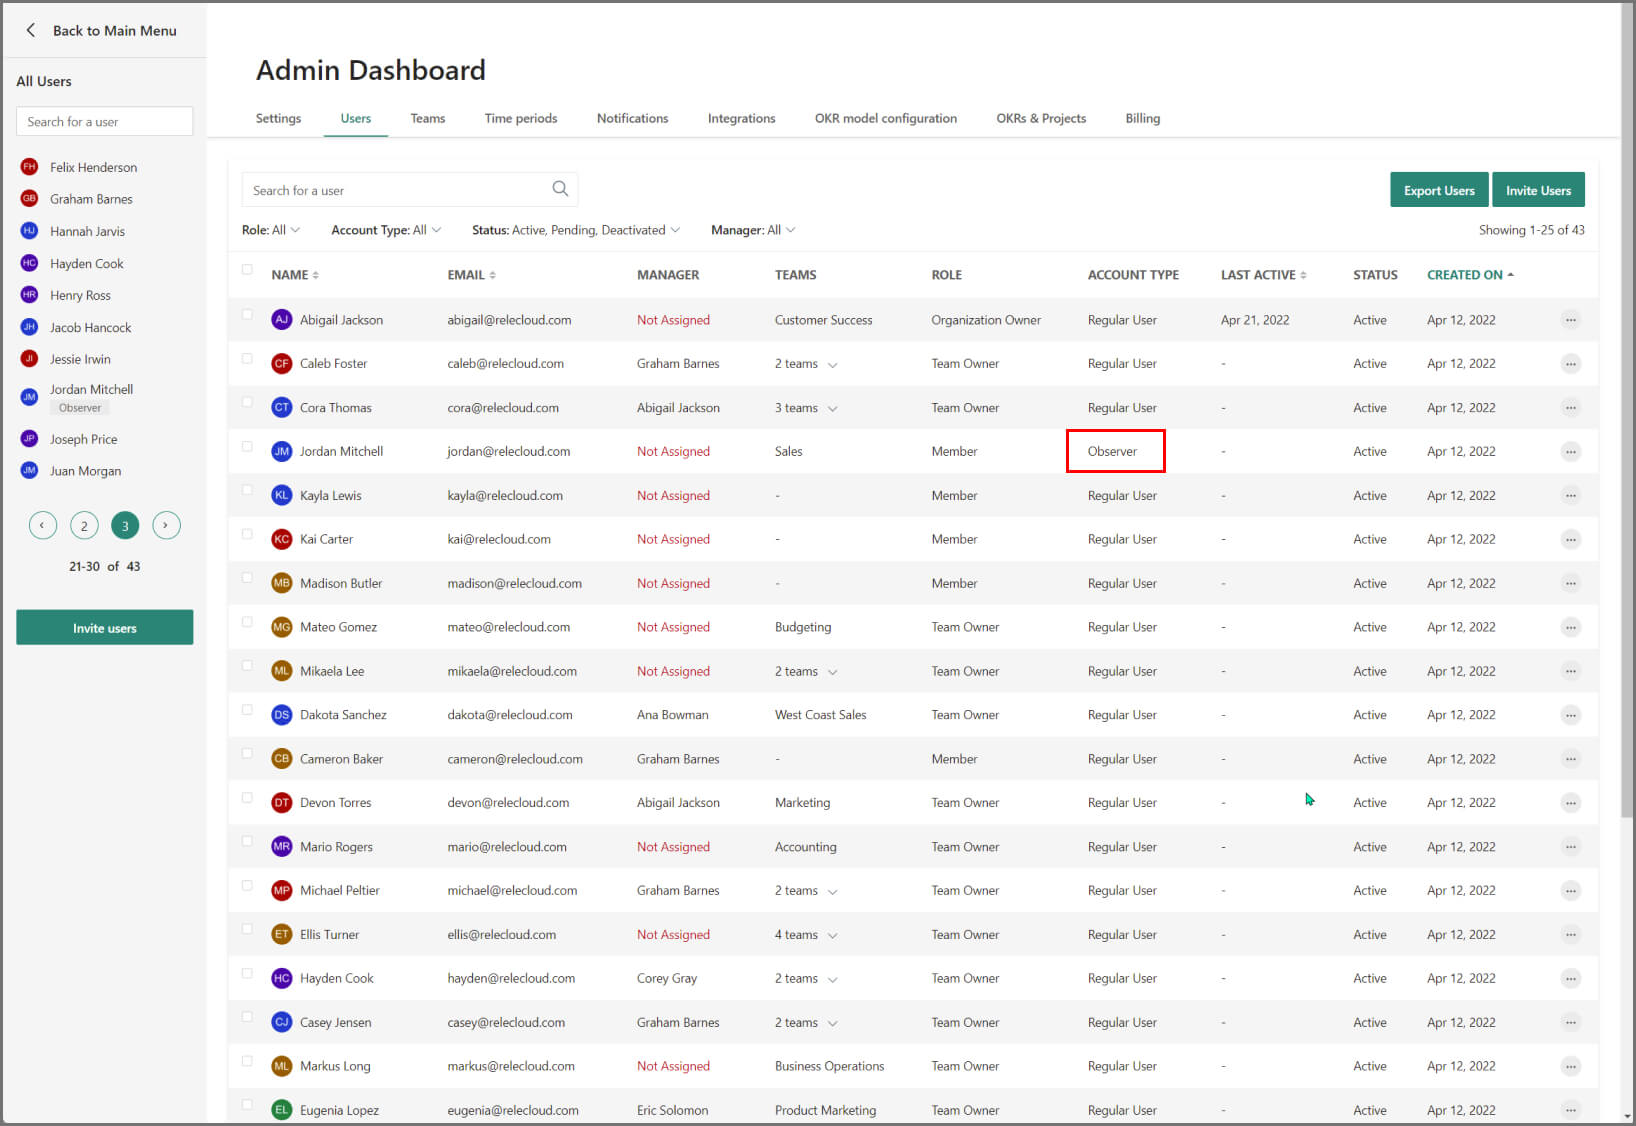 Back to Main Menu
All Users
Search for a user
FH Felix Henderson
GB Graham Barnes
HJ Hannah Jarvis
HC Hayden Cook
HR Henry Ross
JH Jacob Hancock
JI Jessie Irwin
JM Jordan Mitchell
Observer
JP Joseph Price
JM Juan Morgan
2 3
21-30 of 43
Invite users
Admin Dashboard
Settings Users Teams Time periods Notifications Integrations OKR model configuration OKRs & Projects Billing
Search for a user Export Users Invite Users
Role: All Account Type: All Status: Active, Pending, Deactivated Manager: All Showing 1-25 of 43
NAME EMAIL MANAGER TEAMS ROLE ACCOUNT TYPE LAST ACTIVE STATUS CREATED ON
AJ Abigail Jackson abigail@relecloud.com Not Assigned Customer Success Organization Owner Regular User Apr 21, 2022 Active Apr 12, 2022 ...
CF Caleb Foster caleb@relecloud.com Graham Barnes 2 teams Team Owner Regular User - Active Apr 12, 2022 ...
CT Cora Thomas cora@relecloud.com Abigail Jackson 3 teams Team Owner Regular User - Active Apr 12, 2022 ...
JM Jordan Mitchell jordan@relecloud.com Not Assigned Sales Member Observer - Active Apr 12, 2022 ...
KL Kayla Lewis kayla@relecloud.com Not Assigned - Member Regular User - Active Apr 12, 2022 ...
KC Kai Carter kai@relecloud.com Not Assigned - Member Regular User - Active Apr 12, 2022 ...
MB Madison Butler madison@relecloud.com Not Assigned - Member Regular User - Active Apr 12, 2022 ...
MG Mateo Gomez mateo@relecloud.com Not Assigned Budgeting Team Owner Regular User - Active Apr 12, 2022 ...
ML Mikaela Lee mikaela@relecloud.com Not Assigned 2 teams Team Owner Regular User - Active Apr 12, 2022 ...
DS Dakota Sanchez dakota@relecloud.com Ana Bowman West Coast Sales Team Owner Regular User - Active Apr 12, 2022 ...
CB Cameron Baker cameron@relecloud.com Graham Barnes - Member Regular User - Active Apr 12, 2022 ...
DT Devon Torres devon@relecloud.com Abigail Jackson Marketing Team Owner Regular User - Active Apr 12, 2022 ...
MR Mario Rogers mario@relecloud.com Not Assigned Accounting Team Owner Regular User - Active Apr 12, 2022 ...
MP Michael Peltier michael@relecloud.com Graham Barnes 2 teams Team Owner Regular User - Active Apr 12, 2022 ...
ET Ellis Turner ellis@relecloud.com Not Assigned 4 teams Team Owner Regular User - Active Apr 12, 2022 ...
HC Hayden Cook hayden@relecloud.com Corey Gray 2 teams Team Owner Regular User - Active Apr 12, 2022 ...
CJ Casey Jensen casey@relecloud.com Graham Barnes 2 teams Team Owner Regular User - Active Apr 12, 2022 ...
ML Markus Long markus@relecloud.com Not Assigned Business Operations Team Owner Regular User - Active Apr 12, 2022 ...
EL Eugenia Lopez eugenia@relecloud.com Eric Solomon Product Marketing Team Owner Regular User - Active Apr 12, 2022 ...